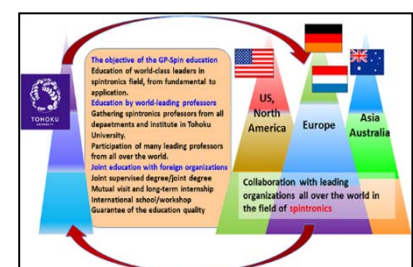 TOHOKU
UNIVERSITY
The objective of the GP-Spin education
Education of world-class leaders in
spintronics field, from fundamental to
application.
Education by world-leading professors
Gathering spintronics professors from all
depaetments and institute in Tohoku
University.
Participation of many leading professors
from all over the world.
Joint education with foreign organizations
Joint supervised degree/joint degree
Mutual visit and long-term internship
International school/workshop
Guarantee of the education quality
US,
North
America
Europe
Asia
Australia
Collaboration with leading
organizations all over the world in
the field of spintronics